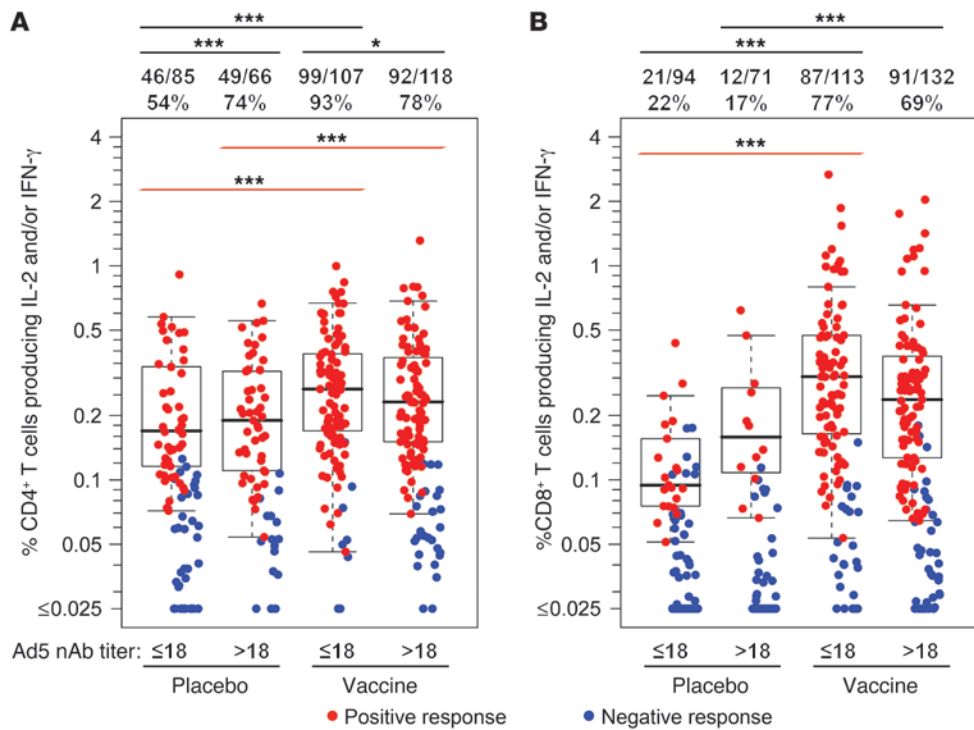 A
***
***
*
46/85 49/66 99/107 92/118
54% 74% 93% 78%
% CD4+ T cells producing IL-2 and/or IFN-γ
4
2
1
0.5
0.2
0.1
0.05
≤0.025
***
***
Ad5 nAb titer: ≤18 >18 ≤18 >18
Placebo Vaccine
B
***
***
21/94 12/71 87/113 91/132
22% 17% 77% 69%
%CD8+ T cells producing IL-2 and/or IFN-γ
4
2
1
0.5
0.2
0.1
0.05
≤0.025
***
≤18 >18 ≤18 >18
Placebo Vaccine
Positive response Negative response